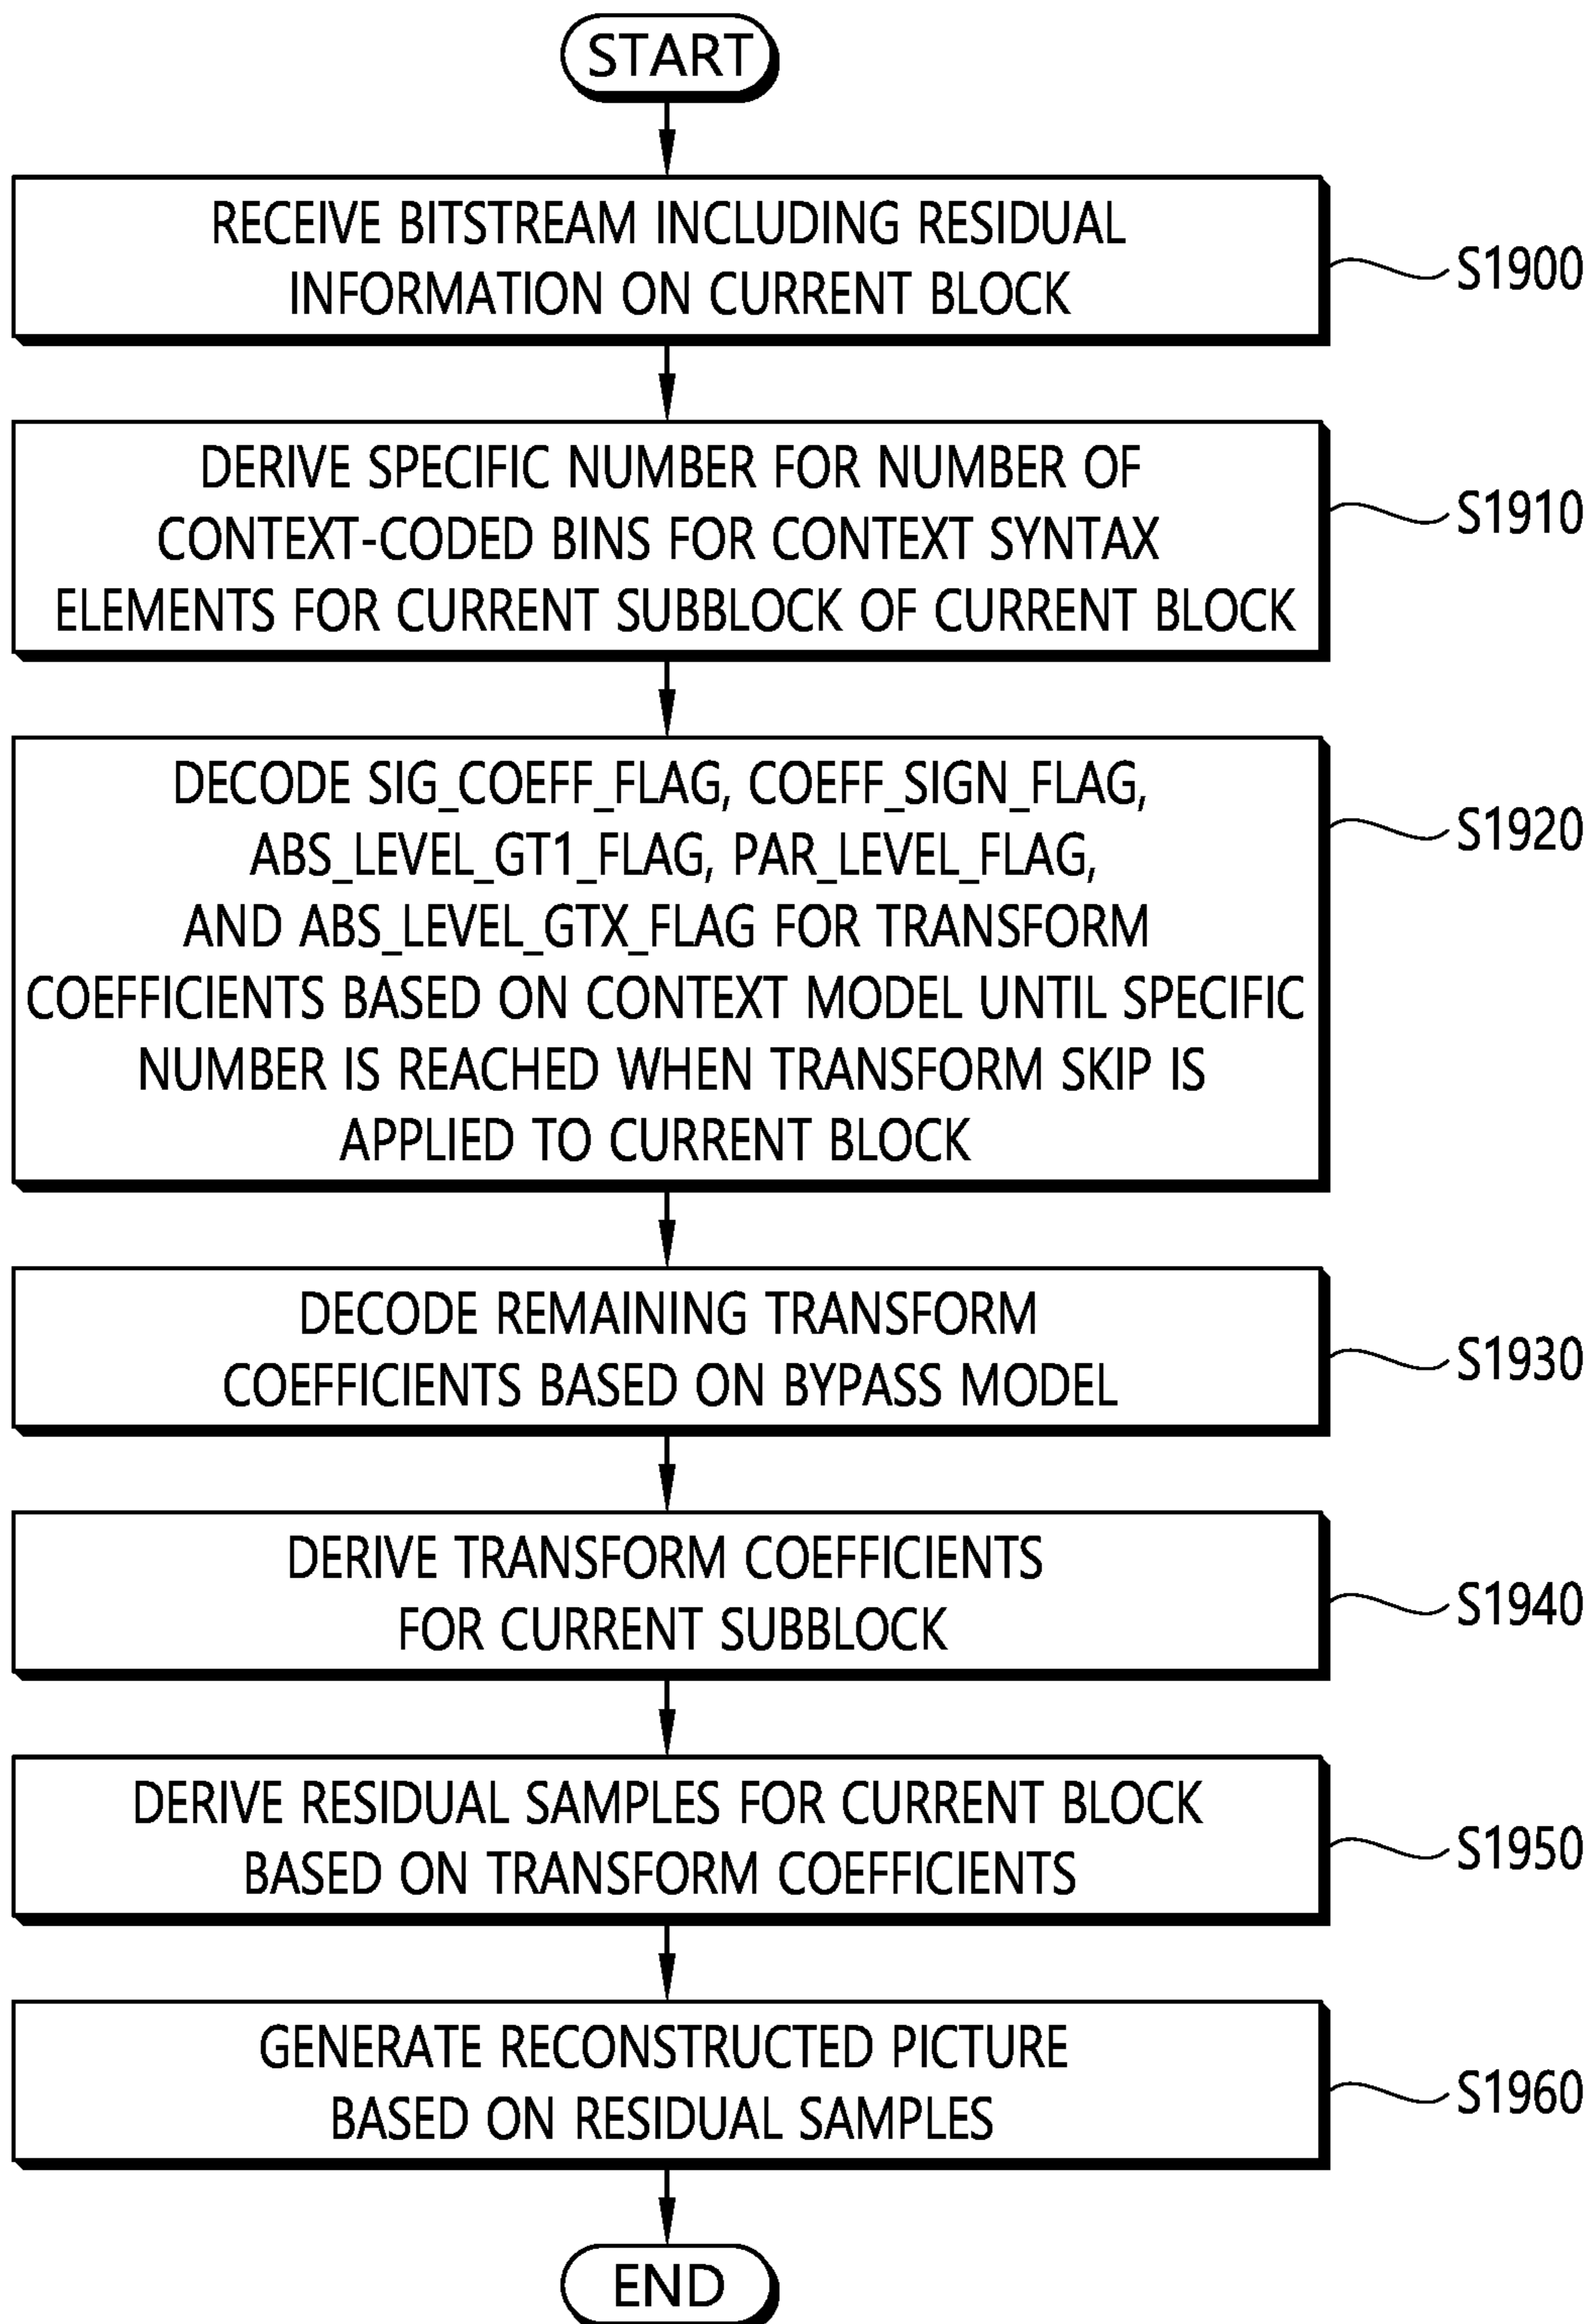 START
RECEIVE BITSTREAM INCLUDING RESIDUAL
INFORMATION ON CURRENT BLOCK
S1900
DERIVE SPECIFIC NUMBER FOR NUMBER OF
CONTEXT-CODED BINS FOR CONTEXT SYNTAX
ELEMENTS FOR CURRENT SUBBLOCK OF CURRENT BLOCK
S1910
DECODE SIG_COEFF_FLAG, COEFF_SIGN_FLAG,
ABS_LEVEL_GT1_FLAG, PAR_LEVEL_FLAG,
AND ABS_LEVEL_GTX_FLAG FOR TRANSFORM
COEFFICIENTS BASED ON CONTEXT MODEL UNTIL SPECIFIC
NUMBER IS REACHED WHEN TRANSFORM SKIP IS
APPLIED TO CURRENT BLOCK
S1920
DECODE REMAINING TRANSFORM
COEFFICIENTS BASED ON BYPASS MODEL
S1930
DERIVE TRANSFORM COEFFICIENTS
FOR CURRENT SUBBLOCK
S1940
DERIVE RESIDUAL SAMPLES FOR CURRENT BLOCK
BASED ON TRANSFORM COEFFICIENTS
S1950
GENERATE RECONSTRUCTED PICTURE
BASED ON RESIDUAL SAMPLES
S1960
END